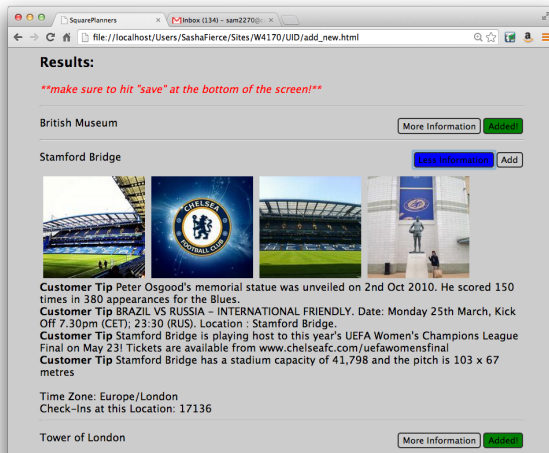 SquarePlanners
Inbox (134) – sam2270@
file://localhost/Users/SashaFierce/Sites/W4170/UID/add_new.html
Results:
**make sure to hit "save" at the bottom of the screen!**
British Museum
More Information
Added!
Stamford Bridge
Less Information
Add
CHELSEA
FOOTBALL CLUB
Customer Tip Peter Osgood's memorial statue was unveiled on 2nd Oct 2010. He scored 150
times in 380 appearances for the Blues.
Customer Tip BRAZIL VS RUSSIA – INTERNATIONAL FRIENDLY. Date: Monday 25th March, Kick
Off 7.30pm (CET); 23:30 (RUS). Location : Stamford Bridge.
Customer Tip Stamford Bridge is playing host to this year's UEFA Women's Champions League
Final on May 23! Tickets are available from www.chelseafc.com/uefawomensfinal
Customer Tip Stamford Bridge has a stadium capacity of 41,798 and the pitch is 103 x 67
metres
Time Zone: Europe/London
Check-Ins at this Location: 17136
Tower of London
More Information
Added!